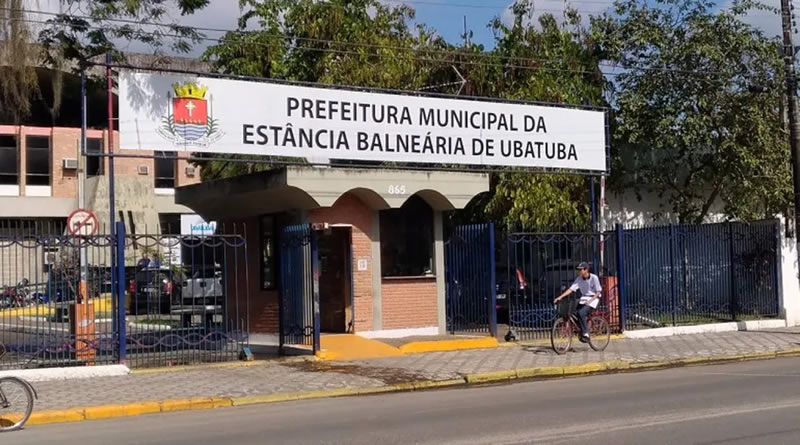 PREFEITURA MUNICIPAL DA
ESTÂNCIA BALNEÁRIA DE UBATUBA
865